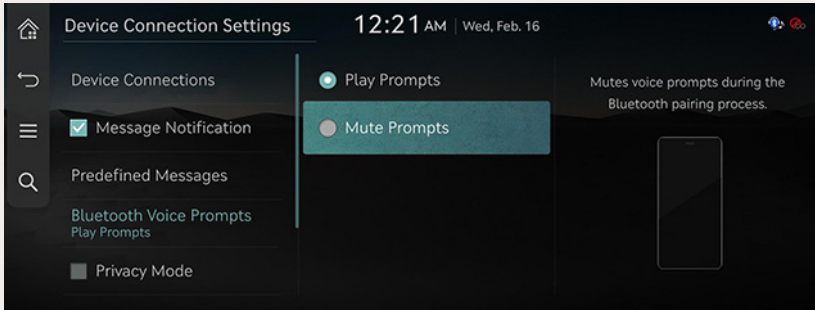 Device Connection Settings
12:21 AM | Wed, Feb. 16
Device Connections
Message Notification
Predefined Messages
Bluetooth Voice Prompts
Play Prompts
Privacy Mode
Play Prompts
Mute Prompts
Mutes voice prompts during the
Bluetooth pairing process.